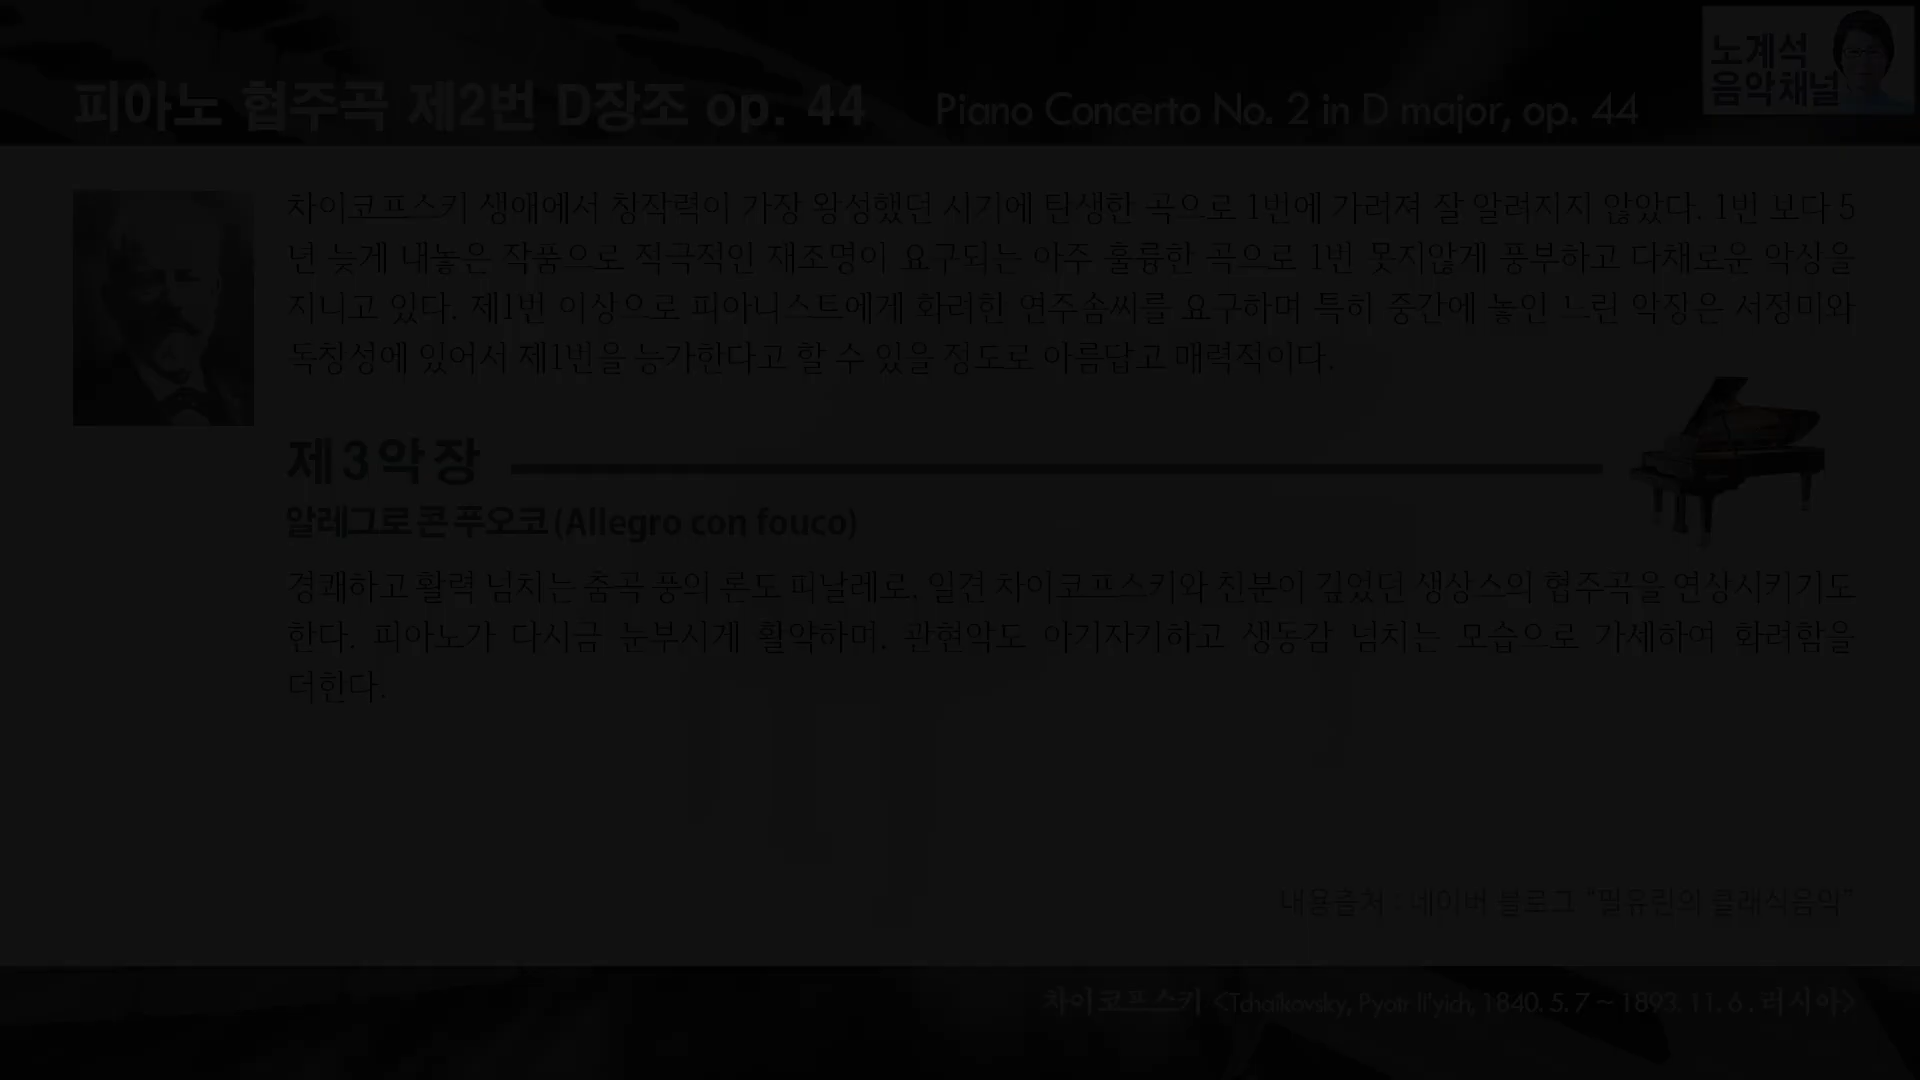 노계석
음악채널
피아노 협주곡 제2번 D장조 op. 44 Piano Concerto No. 2 in D major, op. 44
차이코프스키 생애에서 창작력이 가장 왕성했던 시기에 탄생한 곡으로 1번에 가려져 잘 알려지지 않았다. 1번 보다 5
년 늦게 내놓은 작품으로 적극적인 재조명이 요구되는 아주 훌륭한 곡으로 1번 못지않게 풍부하고 다채로운 악상을
지니고 있다. 제1번 이상으로 피아니스트에게 화려한 연주솜씨를 요구하며 특히 중간에 놓인 느린 악장은 서정미와
독창성에 있어서 제1번을 능가한다고 할 수 있을 정도로 아름답고 매력적이다.
제3악장
알레그로 콘 푸오코 (Allegro con fouco)
경쾌하고 활력 넘치는 춤곡 풍의 론도 피날레로, 일견 차이코프스키와 친분이 깊었던 생상스의 협주곡을 연상시키기도
한다. 피아노가 다시금 눈부시게 활약하며, 관현악도 아기자기하고 생동감 넘치는 모습으로 가세하여 화려함을
더한다.
내용출처 : 네이버 블로그 “멀유린의 클래식음악”
차이코프스키 <Tchaikovsky, Pyotr Il'yich, 1840. 5. 7 ~ 1893. 11. 6 . 러시아>